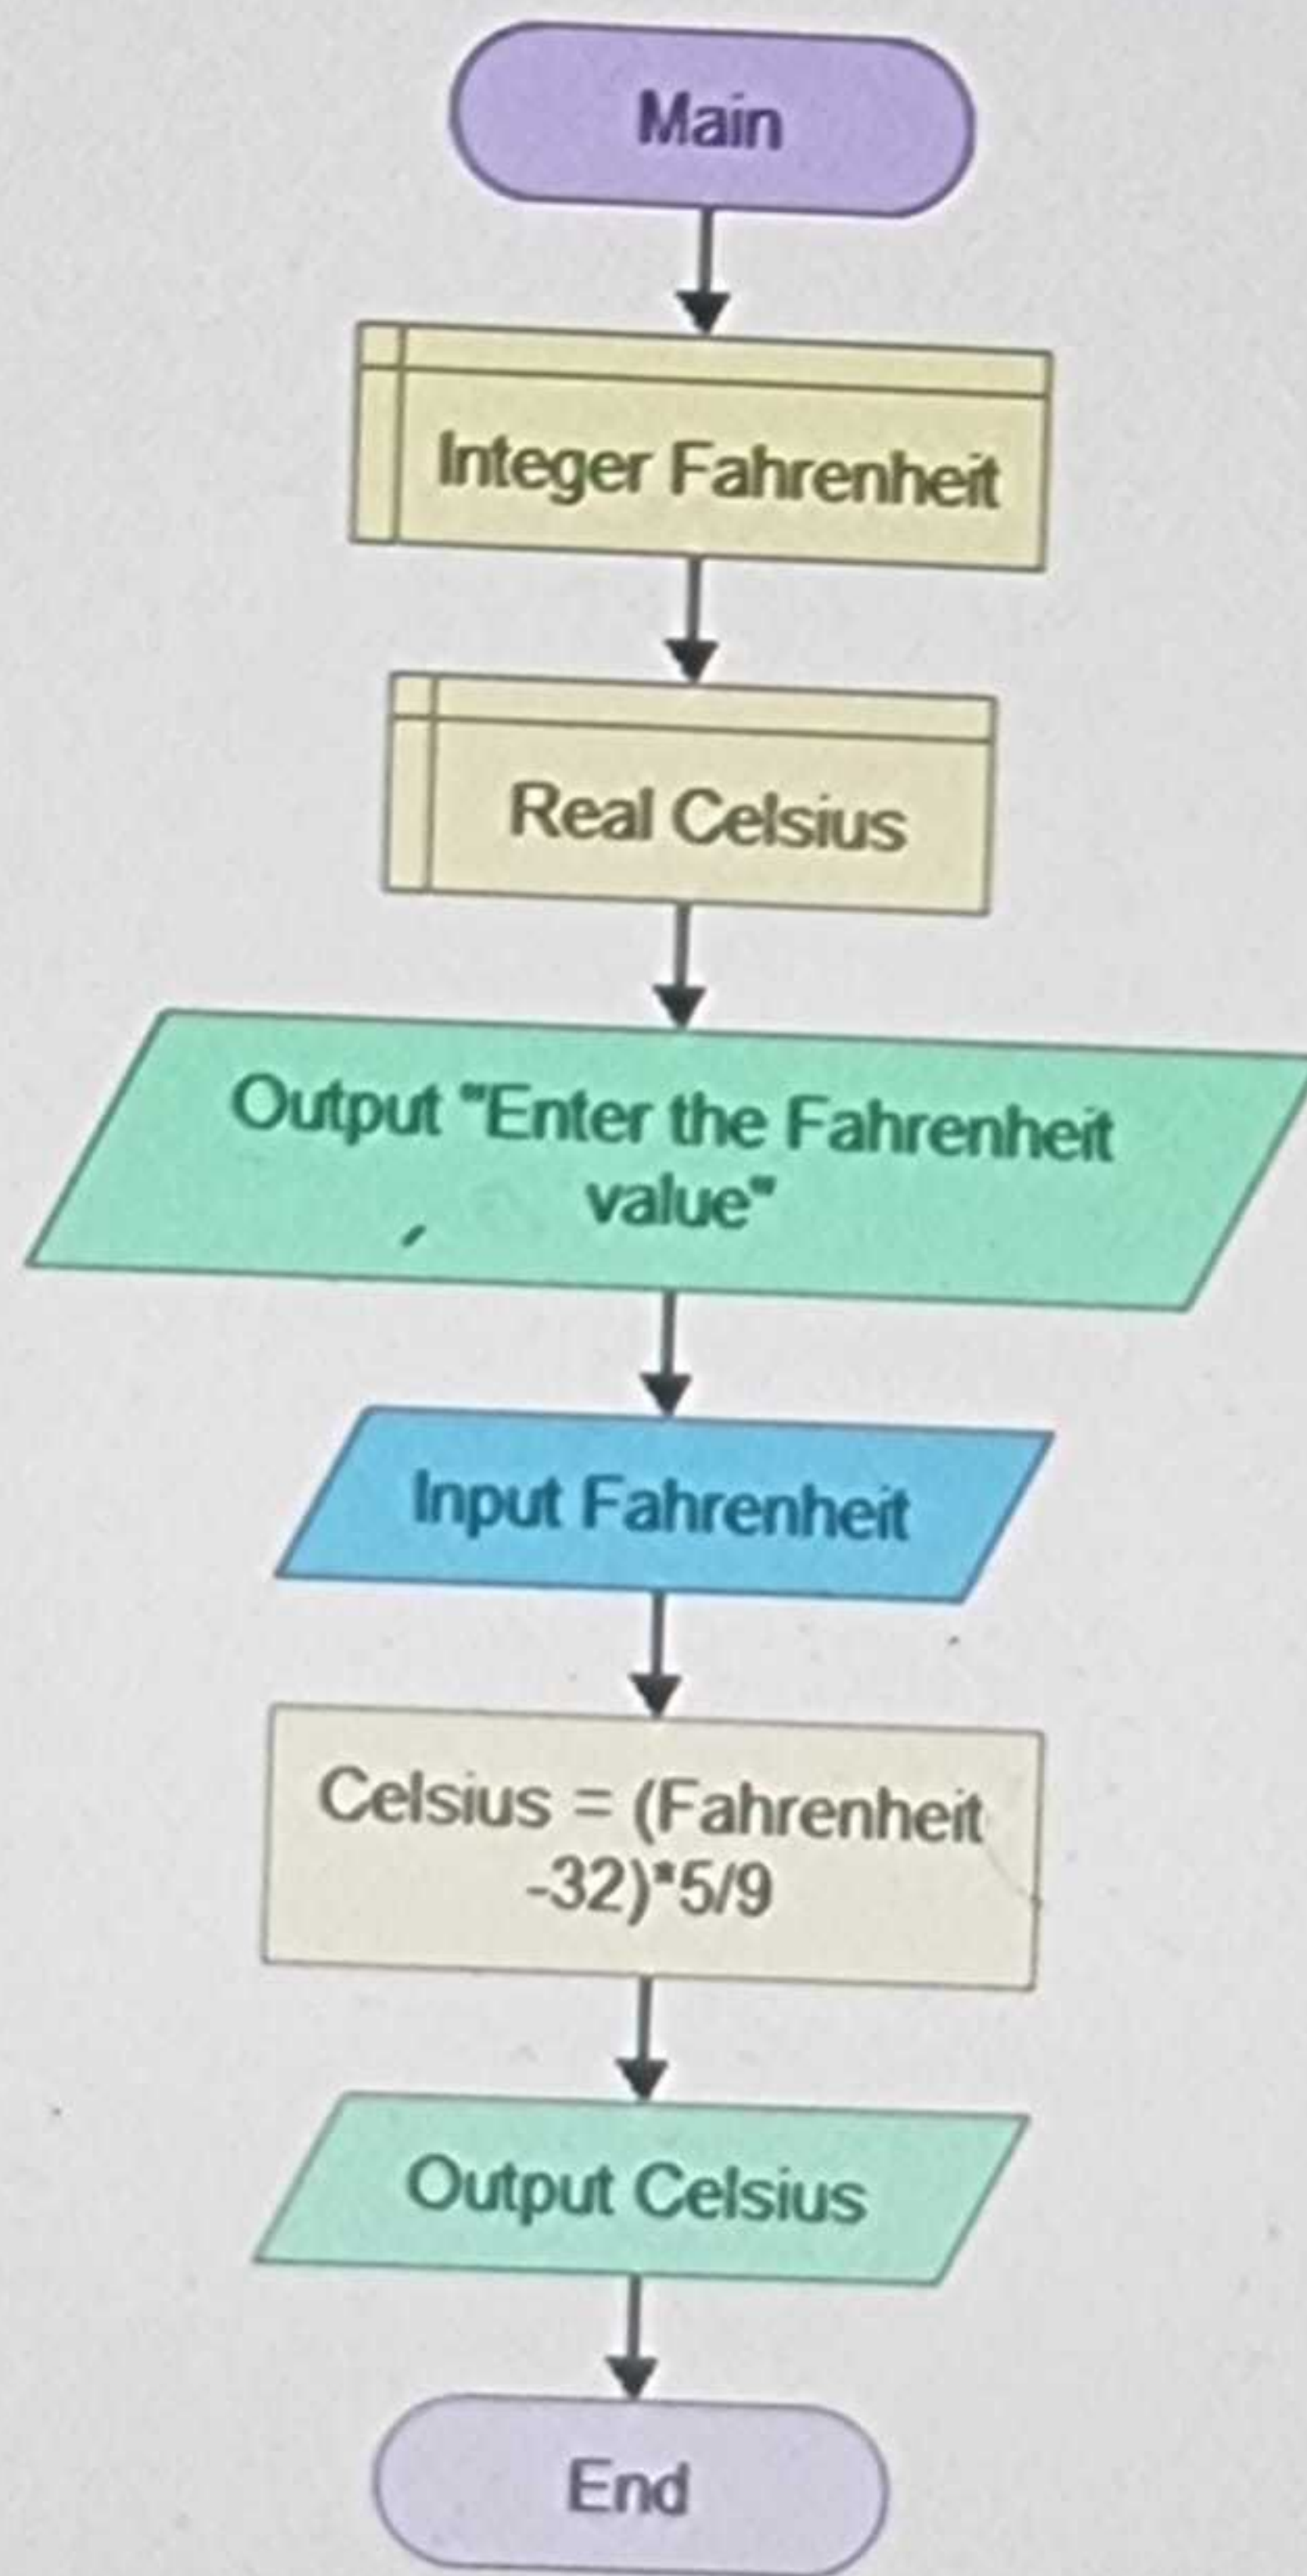 Main
Integer Fahrenheit
Real Celsius
Output "Enter the Fahrenheit
value"
Input Fahrenheit
Celsius = (Fahrenheit
-32)*5/9
Output Celsius
End